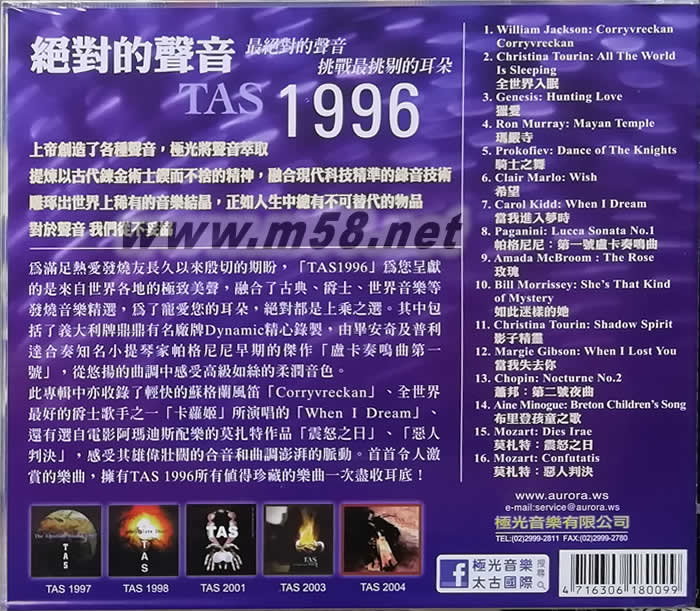 絕對的聲音
最絕對的聲音
挑戰最挑剔的耳朵
TAS 1996
上帝創造了各種聲音，極光將聲音萃取
提煉以古代鍊金術士鍥而不捨的精神，融合現代科技精準的錄音技術
雕琢出世界上稀有的音樂結晶，正如人生中總有不可替代的物品
對於聲音 我們從不妥協
www.m58.net
為滿足熱愛發燒友長久以來殷切的期盼，「TAS1996」為您呈獻
的是來自世界各地的極致美聲，融合了古典、爵士、世界音樂等
發燒音樂精選，為了寵愛您的耳朵，絕對都是上乘之選。其中包
括了義大利牌鼎鼎有名廠牌Dynamic精心錄製，由畢安奇及普利
達合奏知名小提琴家帕格尼尼早期的傑作「盧卡奏鳴曲第一
號」，從悠揚的曲調中感受高級如絲的柔潤音色。
此專輯中亦收錄了輕快的蘇格蘭風笛「Corryvreckan」、全世界
最好的爵士歌手之一「卡蘿姬」所演唱的「When I Dream」、
還有選自電影阿瑪迪斯配樂的莫扎特作品「震怒之日」、「惡人
判決」，感受其雄偉壯闊的合音和曲調澎湃的脈動。首首令人激
賞的樂曲，擁有TAS 1996所有值得珍藏的樂曲一次盡收耳底！
1. William Jackson: Corryvreckan
Corryvreckan
2. Christina Tourin: All The World
Is Sleeping
全世界入眠
3. Genesis: Hunting Love
獵愛
4. Ron Murray: Mayan Temple
瑪嚴寺
5. Prokofiev: Dance of The Knights
騎士之舞
6. Clair Marlo: Wish
希望
7. Carol Kidd: When I Dream
當我進入夢時
8. Paganini: Lucca Sonata No.1
帕格尼尼：第一號盧卡奏鳴曲
9. Amada McBroom : The Rose
玫瑰
10. Bill Morrissey: She's That Kind
of Mystery
如此迷樣的她
11. Christina Tourin: Shadow Spirit
影子精靈
12. Margie Gibson: When I Lost You
當我失去你
13. Chopin: Nocturne No.2
蕭邦：第二號夜曲
14. Aine Minogue: Breton Children's Song
布里登孩童之歌
15. Mozart: Dies Irae
莫札特：震怒之日
16. Mozart: Confutatis
莫札特：惡人判決
www.aurora.ws
e-mail:service@aurora.ws
極光音樂有限公司
TEL:(02)2999-2811 FAX:(02)2999-2780
TAS
TAS
TAS
TAS 1997
TAS 1998
TAS 2001
TAS 2003
TAS 2004
極光音樂
太古國際
搜尋
4 716306 180099